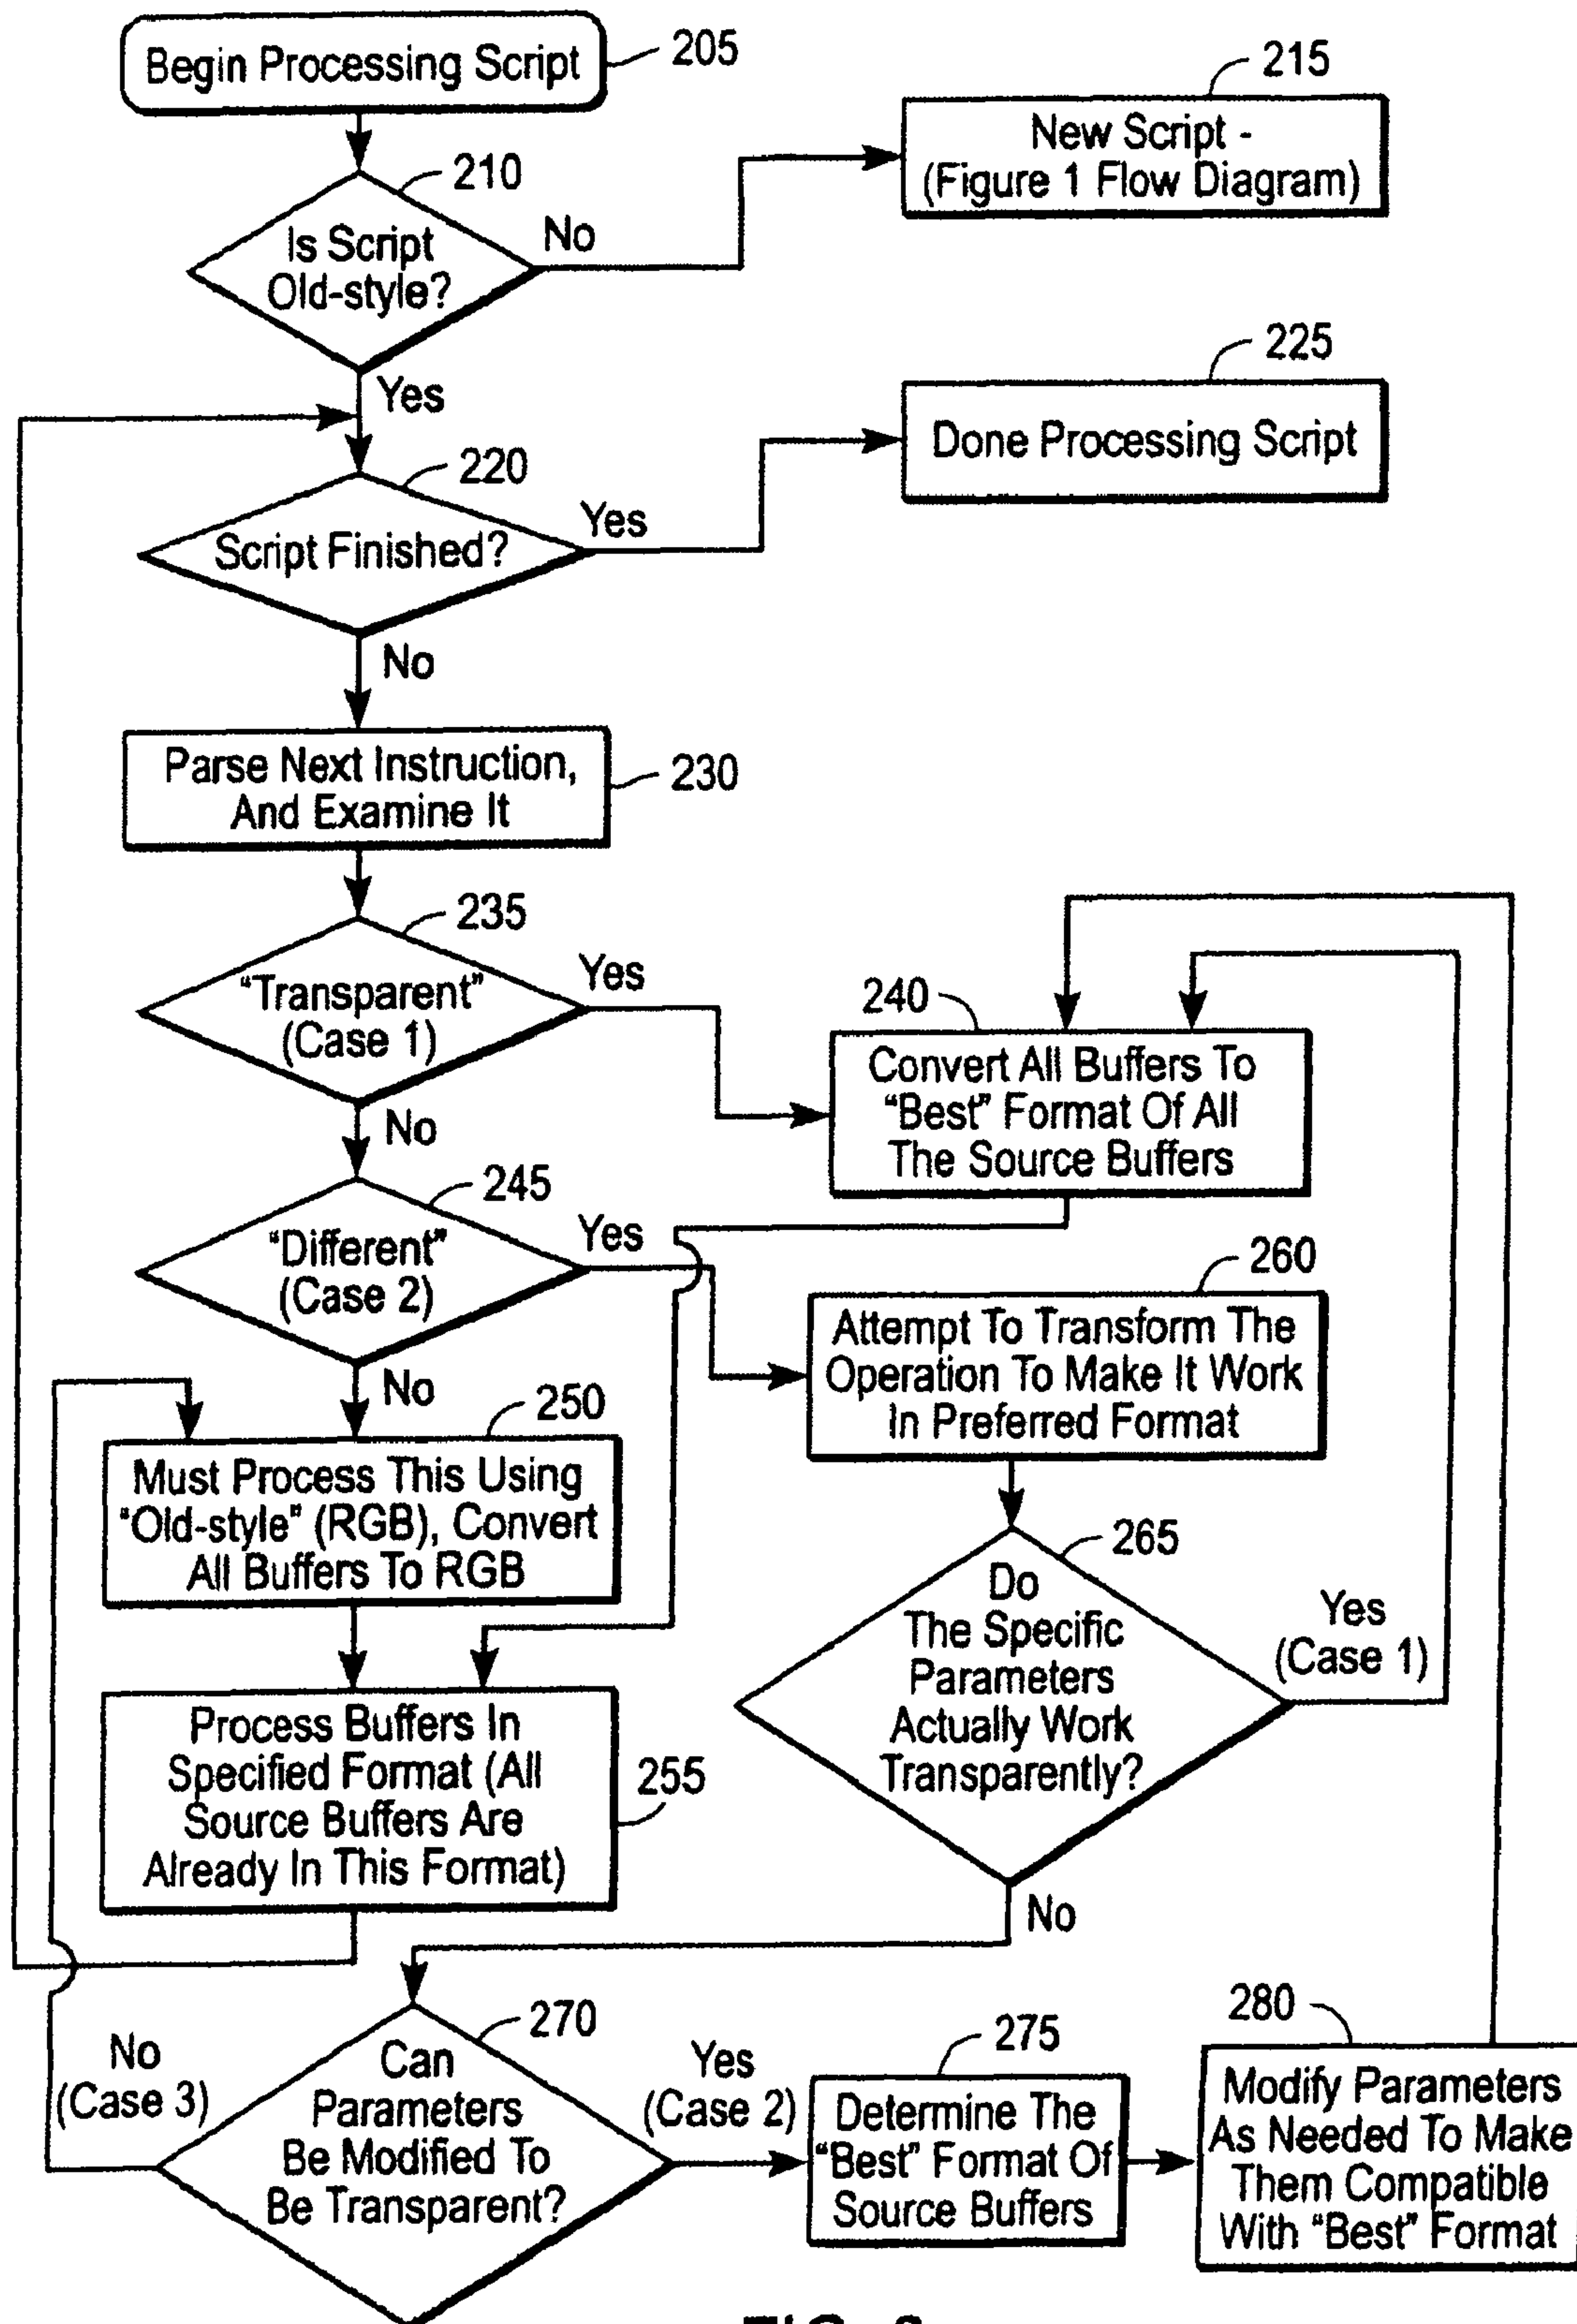 Begin Processing Script
205
215
New Script -
(Figure 1 Flow Diagram)
210
Is Script
Old-style?
No
Yes
225
Done Processing Script
220
Script Finished?
Yes
No
Parse Next Instruction,
And Examine It
230
235
"Transparent"
(Case 1)
Yes
No
240
Convert All Buffers To
"Best" Format Of All
The Source Buffers
245
"Different"
(Case 2)
Yes
No
260
Attempt To Transform The
Operation To Make It Work
In Preferred Format
250
Must Process This Using
"Old-style" (RGB), Convert
All Buffers To RGB
265
Do
The Specific
Parameters
Actually Work
Transparently?
Yes
(Case 1)
No
Process Buffers In
Specified Format (All
Source Buffers Are
Already In This Format)
255
270
Can
Parameters
Be Modified To
Be Transparent?
No
(Case 3)
Yes
(Case 2)
275
Determine The
"Best" Format Of
Source Buffers
280
Modify Parameters
As Needed To Make
Them Compatible
With "Best" Format